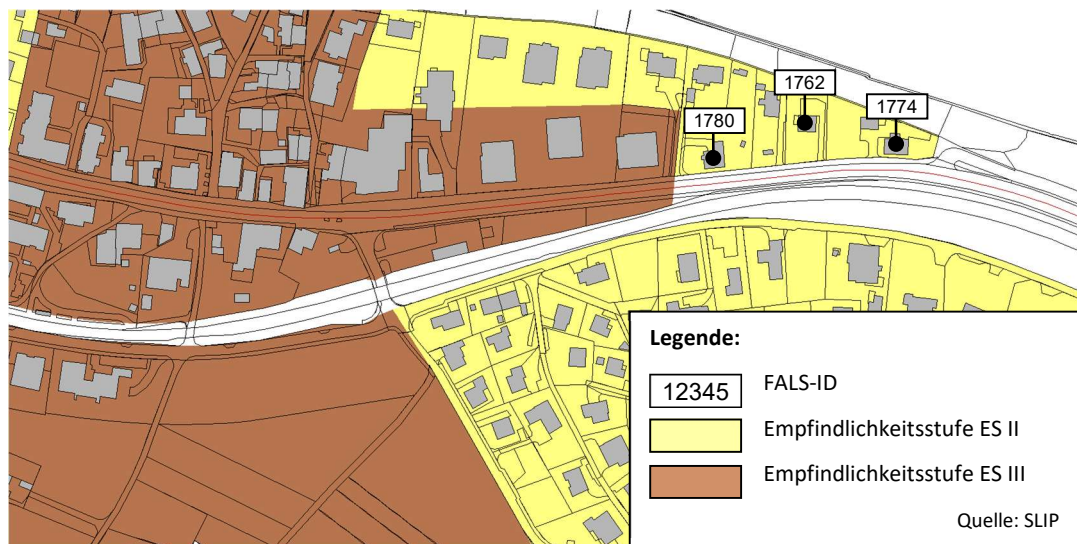 1762
1774
1780
Legende:
12345 FALS-ID
Empfindlichkeitsstufe ES II
Empfindlichkeitsstufe ES III
Quelle: SLIP